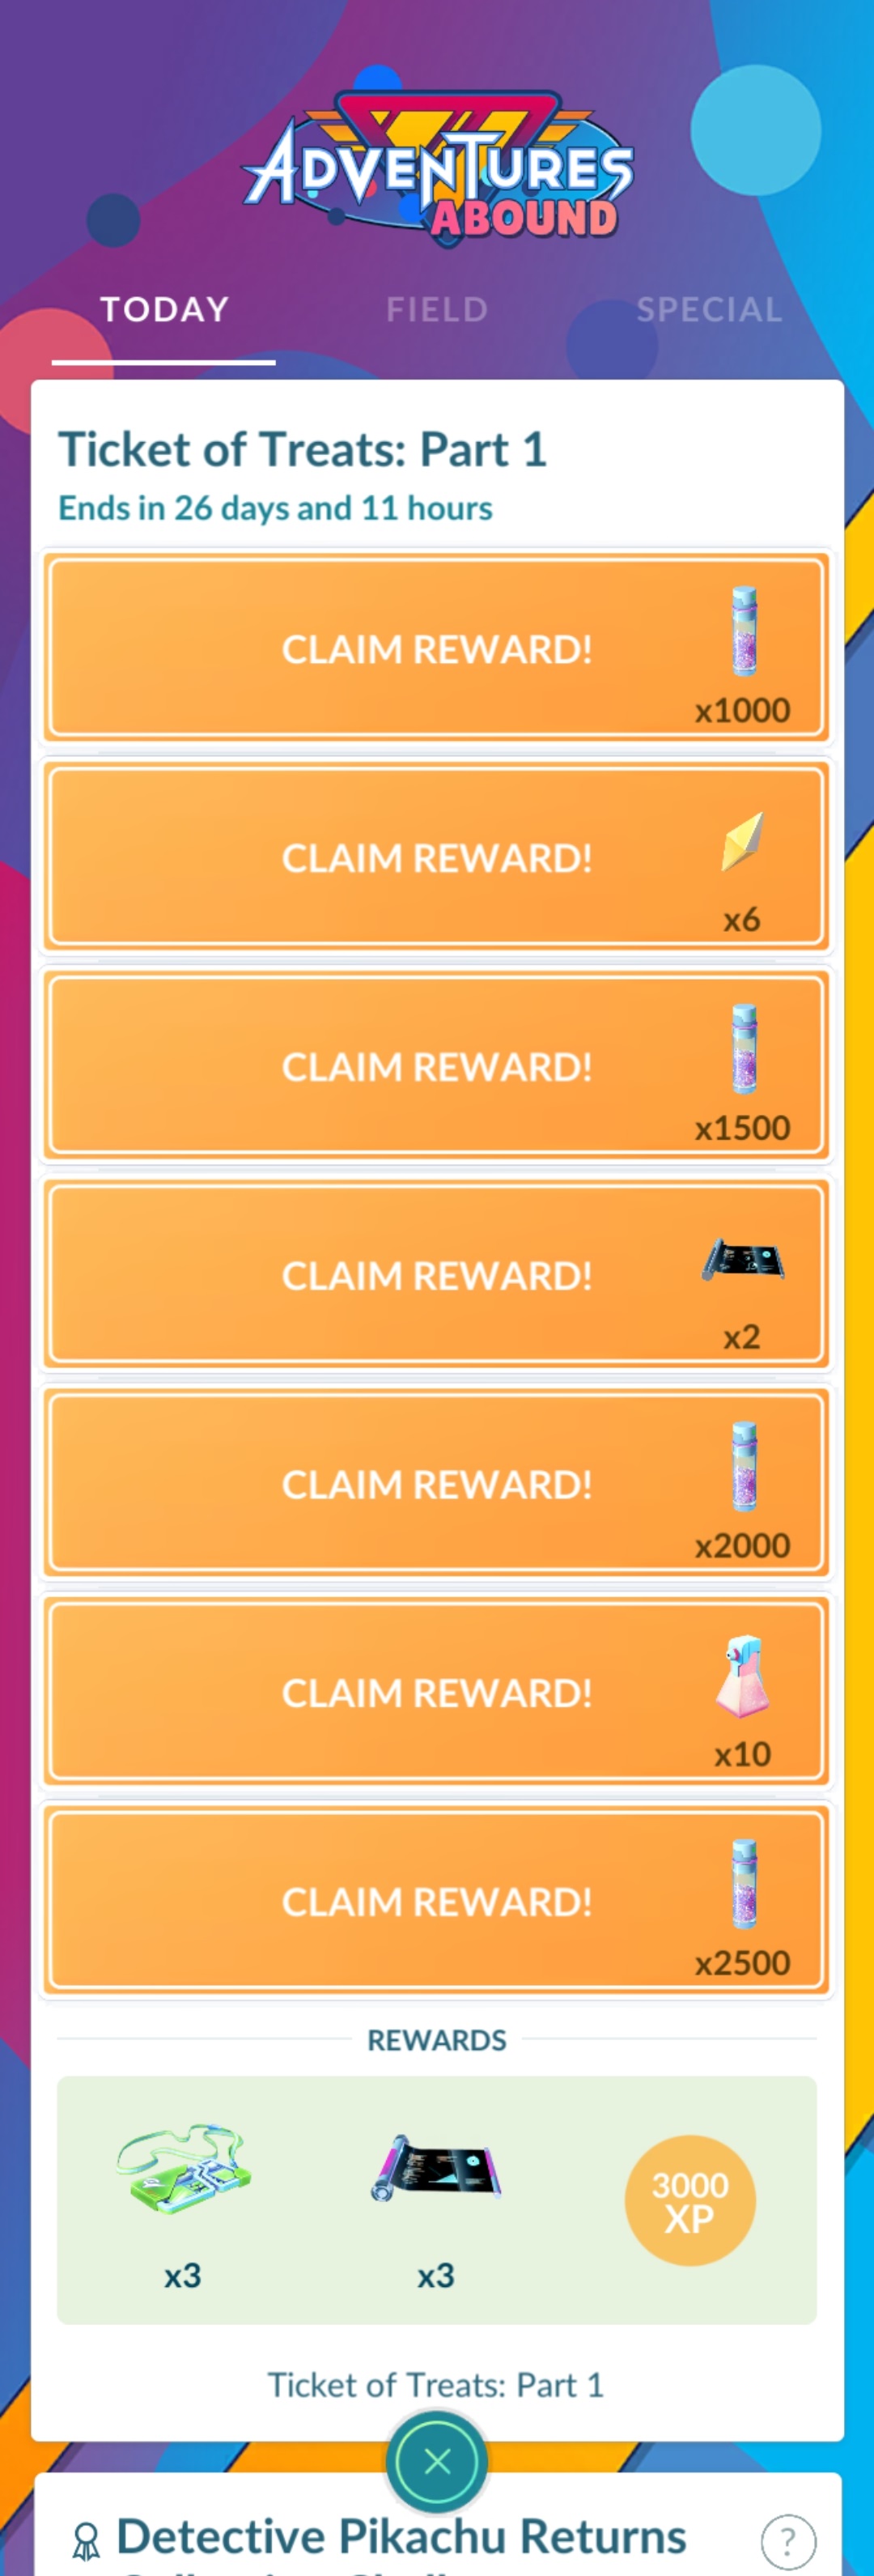 ADVENTURES
ABOUND
TODAY FIELD SPECIAL
Ticket of Treats: Part 1
Ends in 26 days and 11 hours
CLAIM REWARD!
x1000
CLAIM REWARD!
x6
CLAIM REWARD!
x1500
CLAIM REWARD!
x2
CLAIM REWARD!
x2000
CLAIM REWARD!
x10
CLAIM REWARD!
x2500
REWARDS
3000
XP
x3 x3
Ticket of Treats: Part 1
Detective Pikachu Returns
?